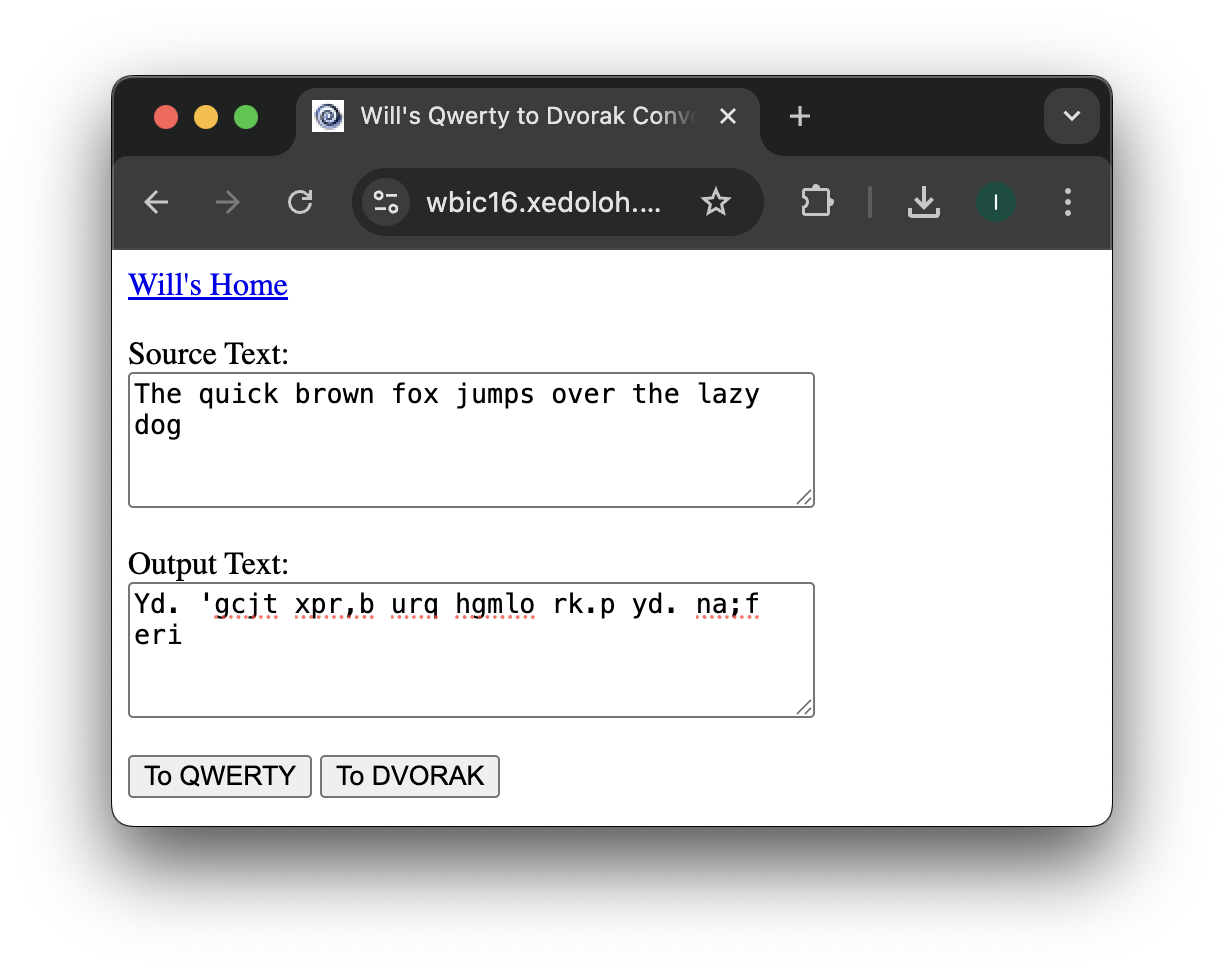 Will's Qwerty to Dvorak Conv
wbic16.xedoloh....
I
Will's Home
Source Text:
The quick brown fox jumps over the lazy
dog
Output Text:
Yd. 'gcjt xpr,b urq hgmlo rk.p yd. na;f
eri
To QWERTY To DVORAK